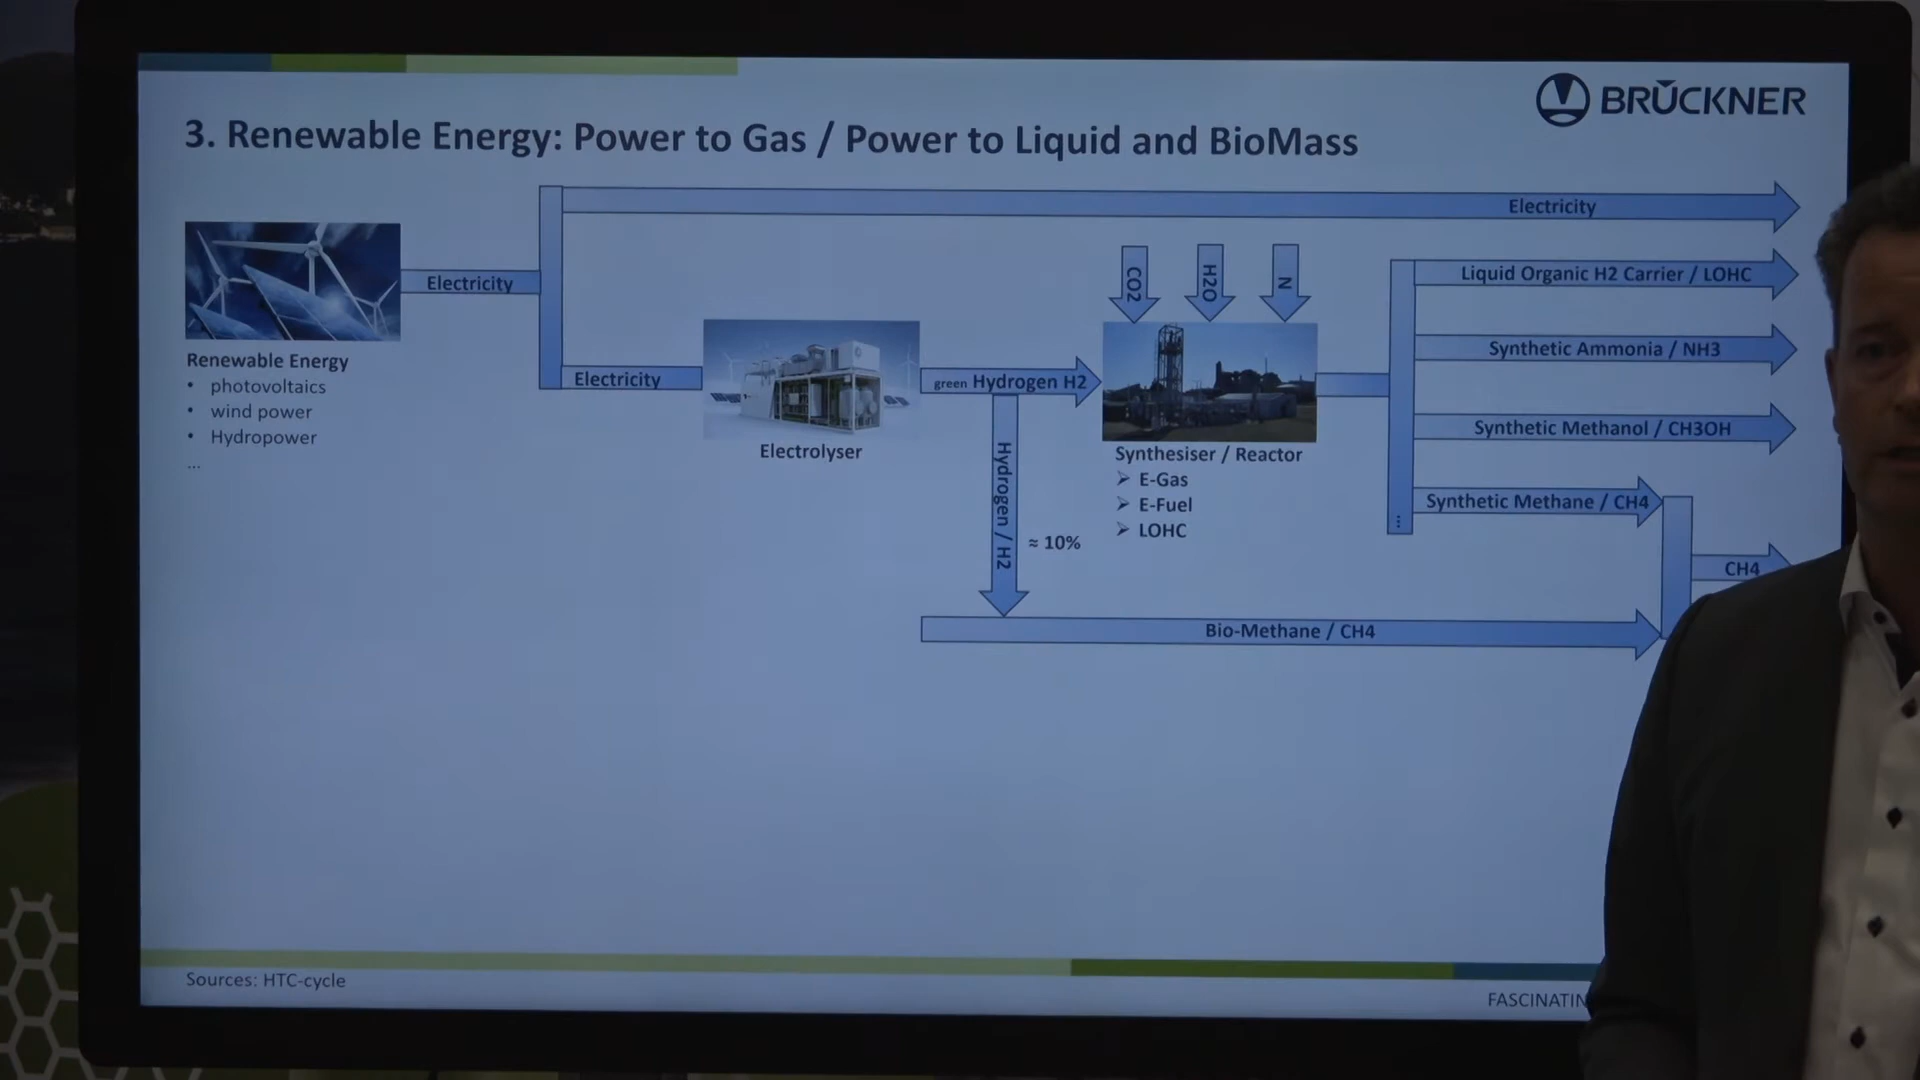 BRÜCKNER
3. Renewable Energy: Power to Gas / Power to Liquid and BioMass
Electricity
Electricity
Renewable Energy
• photovoltaics
• wind power
• Hydropower
...
Electricity
Electrolyser
green Hydrogen H2
Hydrogen / H2
≈ 10%
CO2
H2O
N
Synthesiser / Reactor
➢ E-Gas
➢ E-Fuel
➢ LOHC
...
Liquid Organic H2 Carrier / LOHC
Synthetic Ammonia / NH3
Synthetic Methanol / CH3OH
Synthetic Methane / CH4
CH4
Bio-Methane / CH4
Sources: HTC-cycle